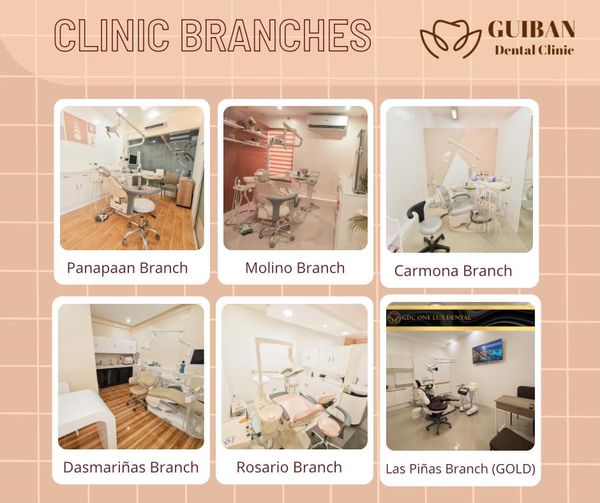 CLINIC BRANCHES
GUIBAN
Dental Clinic
Panapaan Branch
Molino Branch
Carmona Branch
GDC ONE LUX DENTAL
Dasmariñas Branch
Rosario Branch
Las Piñas Branch (GOLD)